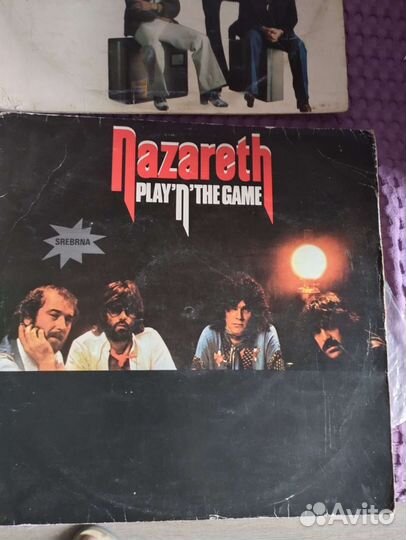 Nazareth
PLAY'N'THE GAME
SREBRNA
Avito